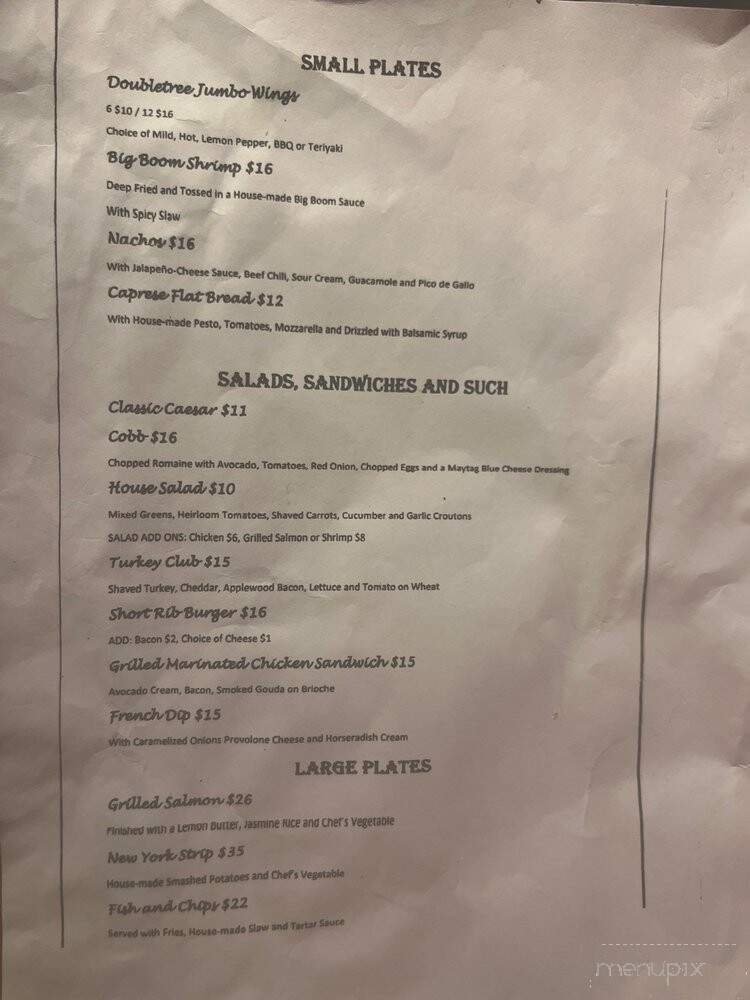 SMALL PLATES
Doubletree Jumbo Wings
6 $10 / 12 $16
Choice of Mild, Hot, Lemon Pepper, BBQ or Teriyaki
Big Boom Shrimp $16
Deep Fried and Tossed in a House-made Big Boom Sauce
With Spicy Slaw
Nachos $16
With Jalapeño-Cheese Sauce, Beef Chili, Sour Cream, Guacamole and Pico de Gallo
Caprese Flat Bread $12
With House-made Pesto, Tomatoes, Mozzarella and Drizzled with Balsamic Syrup
SALADS, SANDWICHES AND SUCH
Classic Caesar $11
Cobb $16
Chopped Romaine with Avocado, Tomatoes, Red Onion, Chopped Eggs and a Maytag Blue Cheese Dressing
House Salad $10
Mixed Greens, Heirloom Tomatoes, Shaved Carrots, Cucumber and Garlic Croutons
SALAD ADD ONS: Chicken $6, Grilled Salmon or Shrimp $8
Turkey Club $15
Shaved Turkey, Cheddar, Applewood Bacon, Lettuce and Tomato on Wheat
Short Rib Burger $16
ADD: Bacon $2, Choice of Cheese $1
Grilled Marinated Chicken Sandwich $15
Avocado Cream, Bacon, Smoked Gouda on Brioche
French Dip $15
With Caramelized Onions Provolone Cheese and Horseradish Cream
LARGE PLATES
Grilled Salmon $26
Finished with a Lemon Butter, Jasmine Rice and Chef's Vegetable
New York Strip $35
House-made Smashed Potatoes and Chef's Vegetable
Fish and Chips $22
Served with Fries, House-made Slaw and Tartar Sauce
menupix